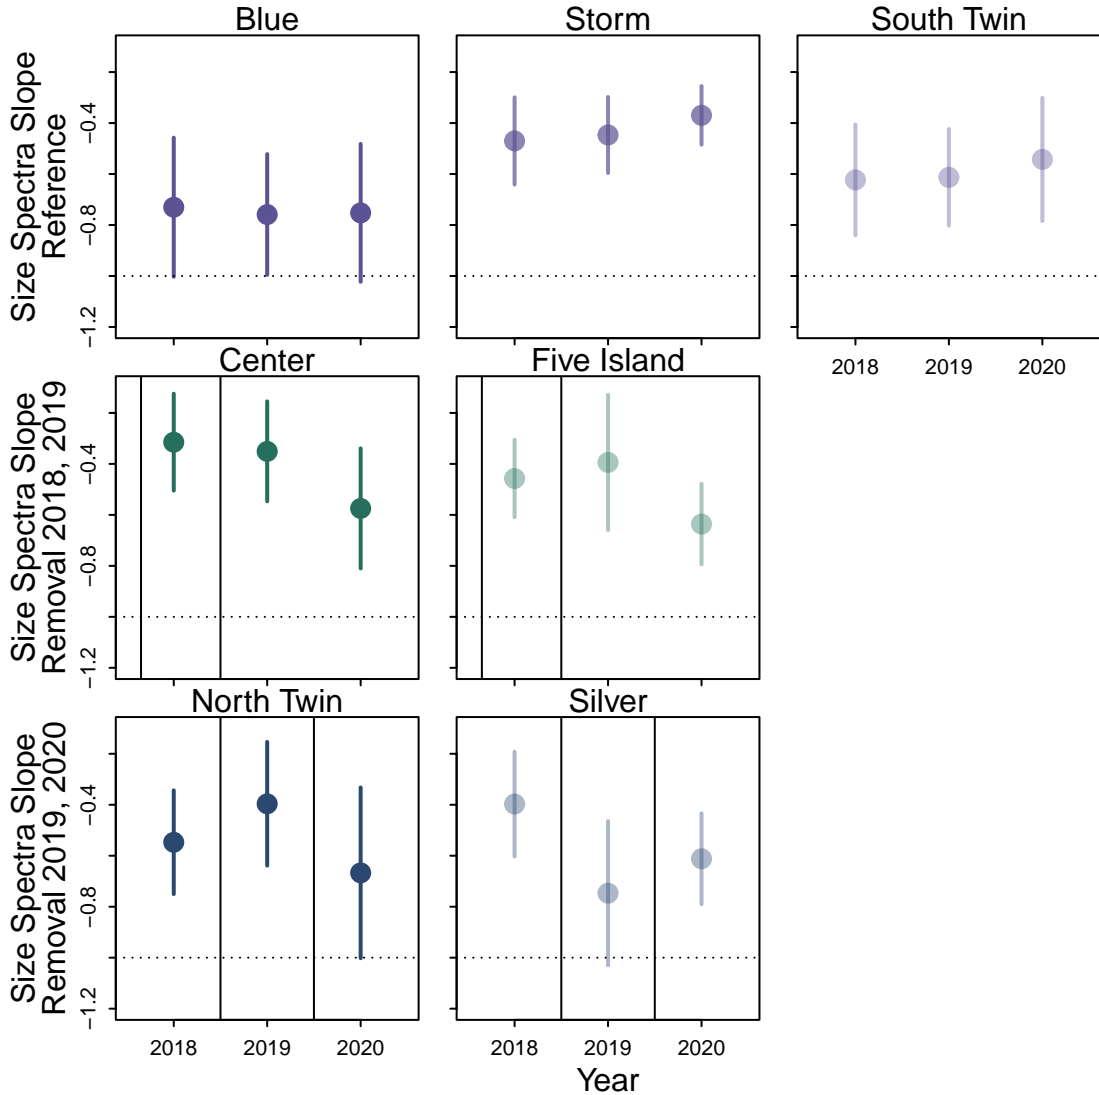 Blue
Storm
South Twin
Size Spectra Slope
Reference
−0.4
−0.8
−1.2
2018 2019 2020
Center
Five Island
Size Spectra Slope
Removal 2018, 2019
−0.4
−0.8
−1.2
North Twin
Silver
Size Spectra Slope
Removal 2019, 2020
−0.4
−0.8
−1.2
2018 2019 2020
2018 2019 2020
Year